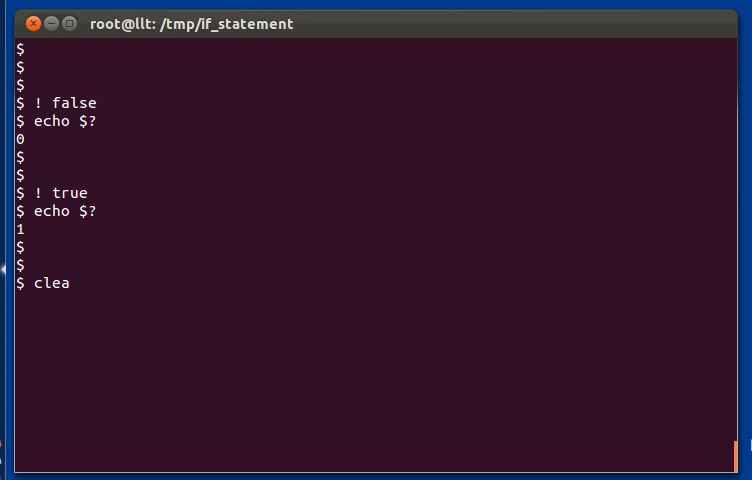 root@llt: /tmp/if_statement
$
$
$
$ ! false
$ echo $?
0
$
$
$ ! true
$ echo $?
1
$
$
$ clea